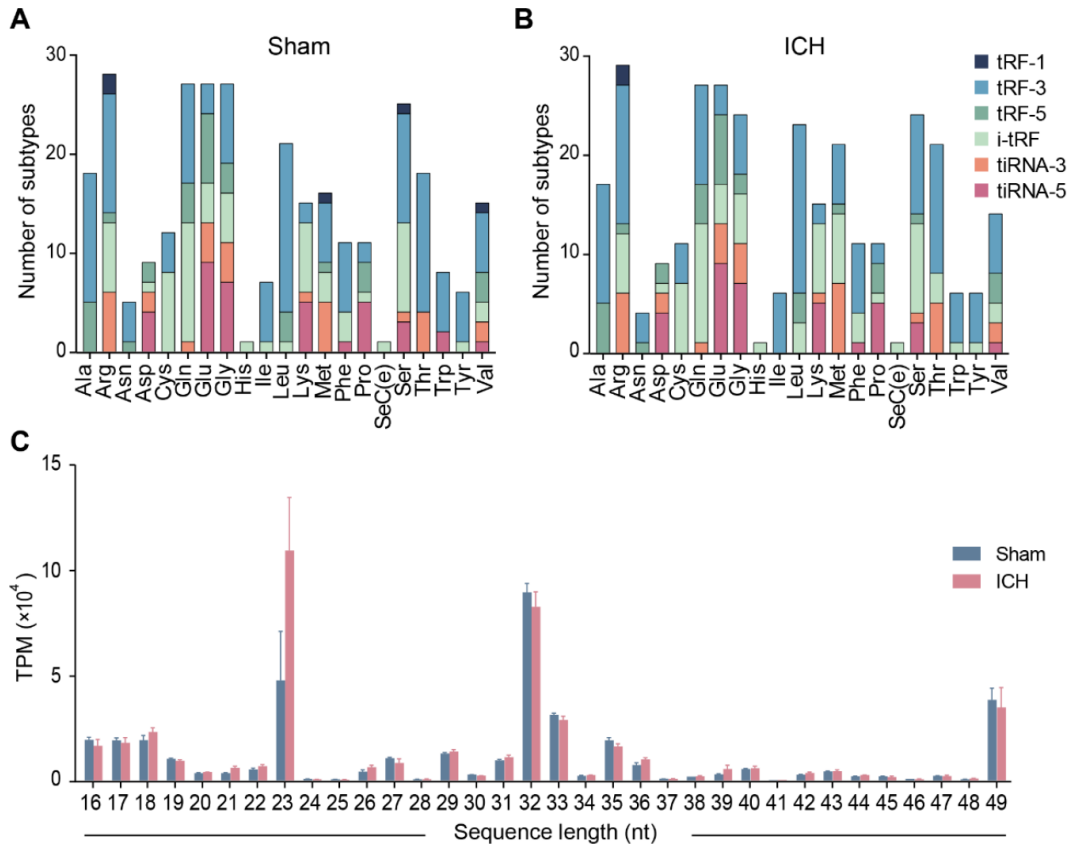 A
Sham
Number of subtypes
30
20
10
0
Ala
Arg
Asn
Asp
Cys
Gln
Glu
Gly
His
Ile
Leu
Lys
Met
Phe
Pro
SeC(e)
Ser
Thr
Trp
Tyr
Val
B
ICH
Number of subtypes
30
20
10
0
Ala
Arg
Asn
Asp
Cys
Gln
Glu
Gly
His
Ile
Leu
Lys
Met
Phe
Pro
SeC(e)
Ser
Thr
Trp
Tyr
Val
tRF-1
tRF-3
tRF-5
i-tRF
tiRNA-3
tiRNA-5
C
TPM (×10⁴)
15
10
5
0
Sham
ICH
16 17 18 19 20 21 22 23 24 25 26 27 28 29 30 31 32 33 34 35 36 37 38 39 40 41 42 43 44 45 46 47 48 49
Sequence length (nt)